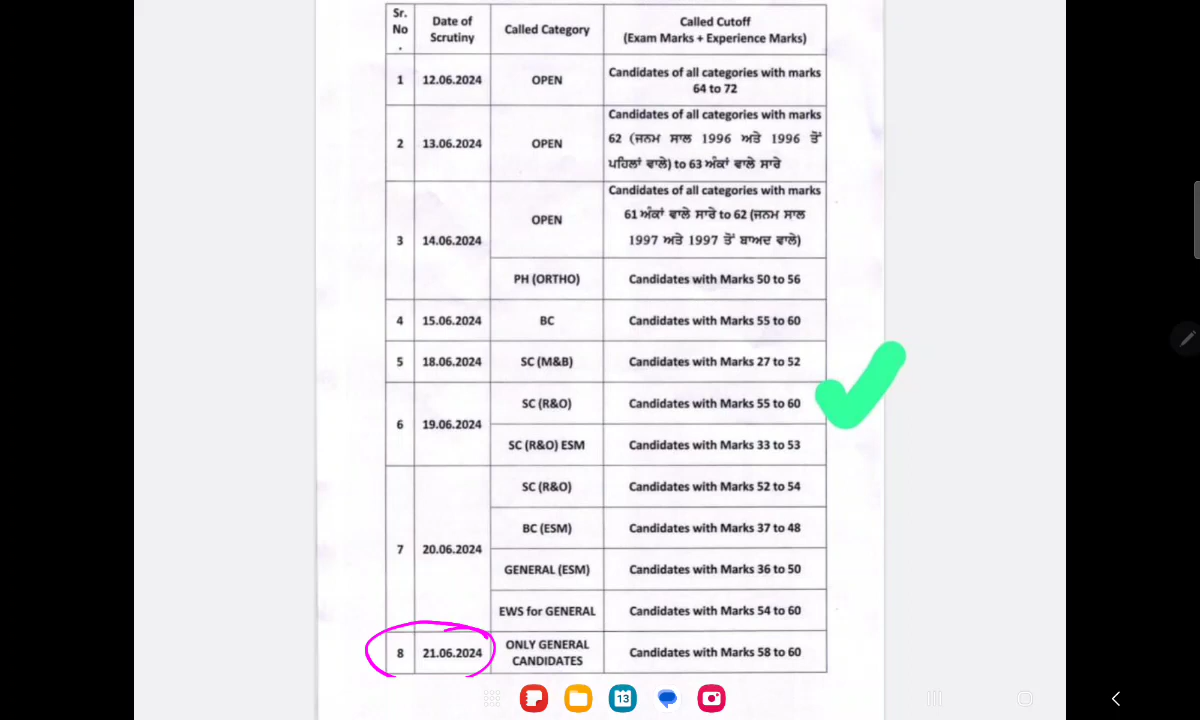 Sr.
No
.
Date of
Scrutiny
Called Category
Called Cutoff
(Exam Marks + Experience Marks)
1
12.06.2024
OPEN
Candidates of all categories with marks
64 to 72
2
13.06.2024
OPEN
Candidates of all categories with marks
62 (ਜਨਮ ਸਾਲ 1996 ਅਤੇ 1996 ਤੋਂ
ਪਹਿਲਾਂ ਵਾਲੇ) to 63 ਅੰਕਾਂ ਵਾਲੇ ਸਾਰੇ
3
14.06.2024
OPEN
Candidates of all categories with marks
61 ਅੰਕਾਂ ਵਾਲੇ ਸਾਰੇ to 62 (ਜਨਮ ਸਾਲ
1997 ਅਤੇ 1997 ਤੋਂ ਬਾਅਦ ਵਾਲੇ)
PH (ORTHO)
Candidates with Marks 50 to 56
4
15.06.2024
BC
Candidates with Marks 55 to 60
5
18.06.2024
SC (M&B)
Candidates with Marks 27 to 52
6
19.06.2024
SC (R&O)
Candidates with Marks 55 to 60
SC (R&O) ESM
Candidates with Marks 33 to 53
7
20.06.2024
SC (R&O)
Candidates with Marks 52 to 54
BC (ESM)
Candidates with Marks 37 to 48
GENERAL (ESM)
Candidates with Marks 36 to 50
EWS for GENERAL
Candidates with Marks 54 to 60
8
21.06.2024
ONLY GENERAL
CANDIDATES
Candidates with Marks 58 to 60
13